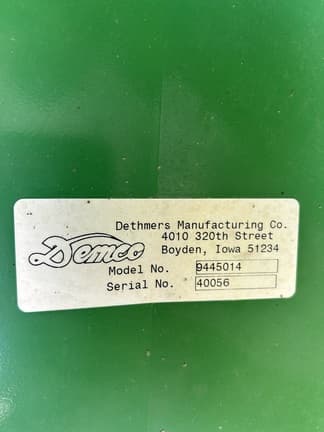 Dethmers Manufacturing Co.
4010 320th Street
Boyden, Iowa 51234
Demco
Model No. 9445014
Serial No. 40056